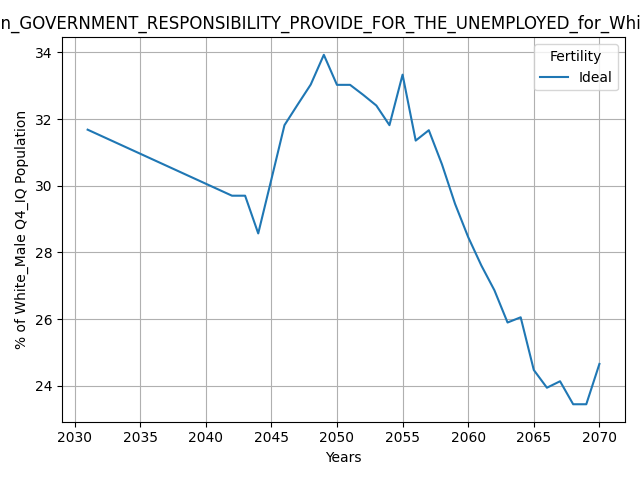 n_GOVERNMENT_RESPONSIBILITY_PROVIDE_FOR_THE_UNEMPLOYED_for_Whi
Fertility
Ideal
% of White_Male Q4_IQ Population
34
32
30
28
26
24
2030 2035 2040 2045 2050 2055 2060 2065 2070
Years